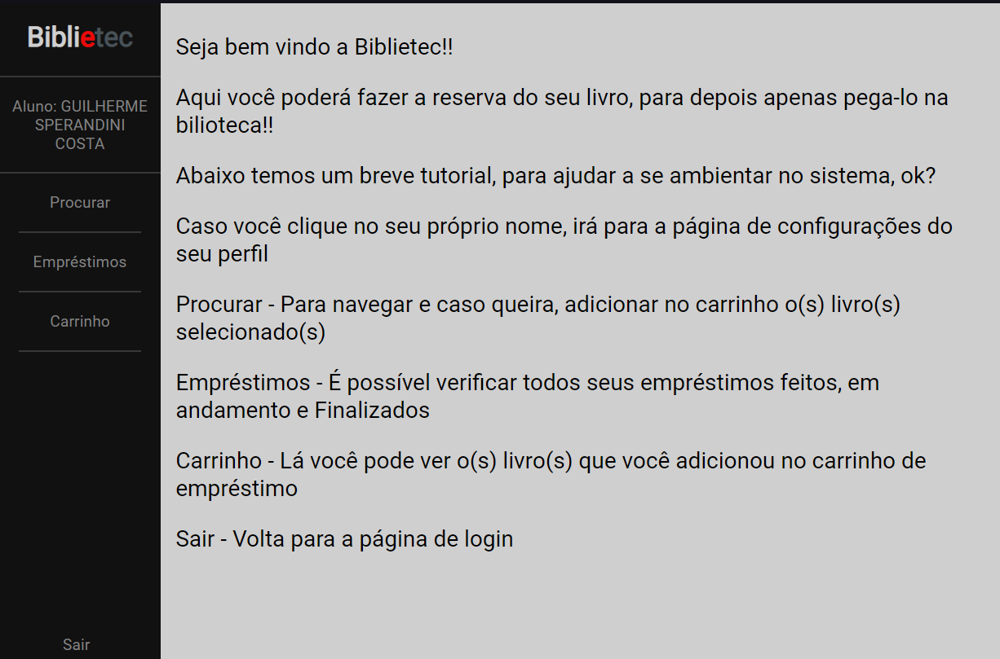 Biblietec
Aluno: GUILHERME
SPERANDINI
COSTA
Procurar
Empréstimos
Carrinho
Sair
Seja bem vindo a Biblietec!!
Aqui você poderá fazer a reserva do seu livro, para depois apenas pega-lo na
bilioteca!!
Abaixo temos um breve tutorial, para ajudar a se ambientar no sistema, ok?
Caso você clique no seu próprio nome, irá para a página de configurações do
seu perfil
Procurar - Para navegar e caso queira, adicionar no carrinho o(s) livro(s)
selecionado(s)
Empréstimos - É possível verificar todos seus empréstimos feitos, em
andamento e Finalizados
Carrinho - Lá você pode ver o(s) livro(s) que você adicionou no carrinho de
empréstimo
Sair - Volta para a página de login